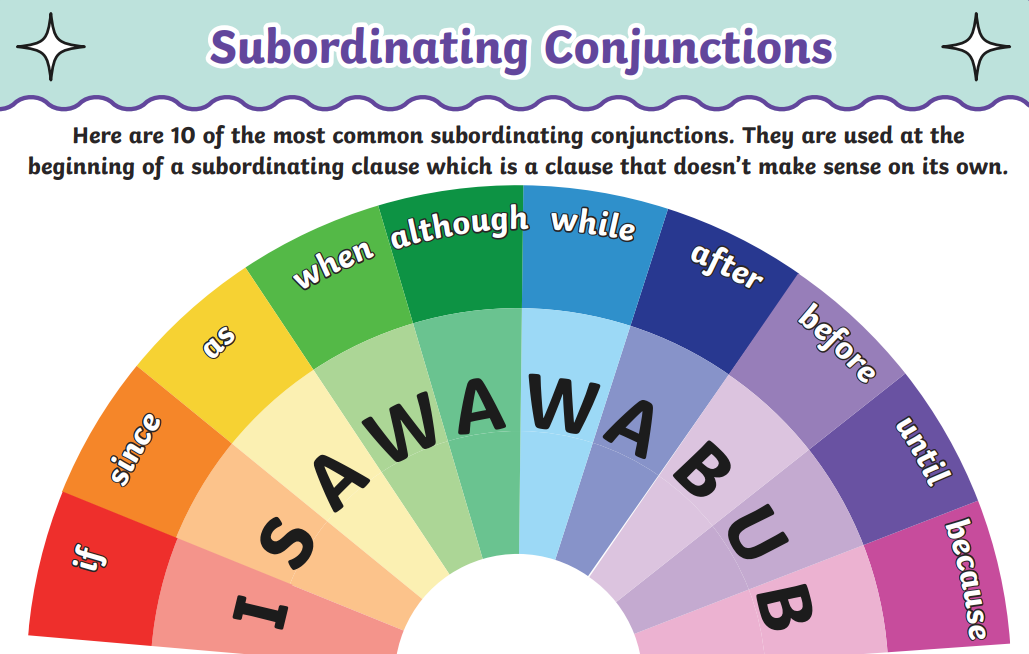 Subordinating Conjunctions
Here are 10 of the most common subordinating conjunctions. They are used at the
beginning of a subordinating clause which is a clause that doesn't make sense on its own.
if
since
as
when
although
while
after
before
until
because
I
S
A
W
A
W
A
B
U
B